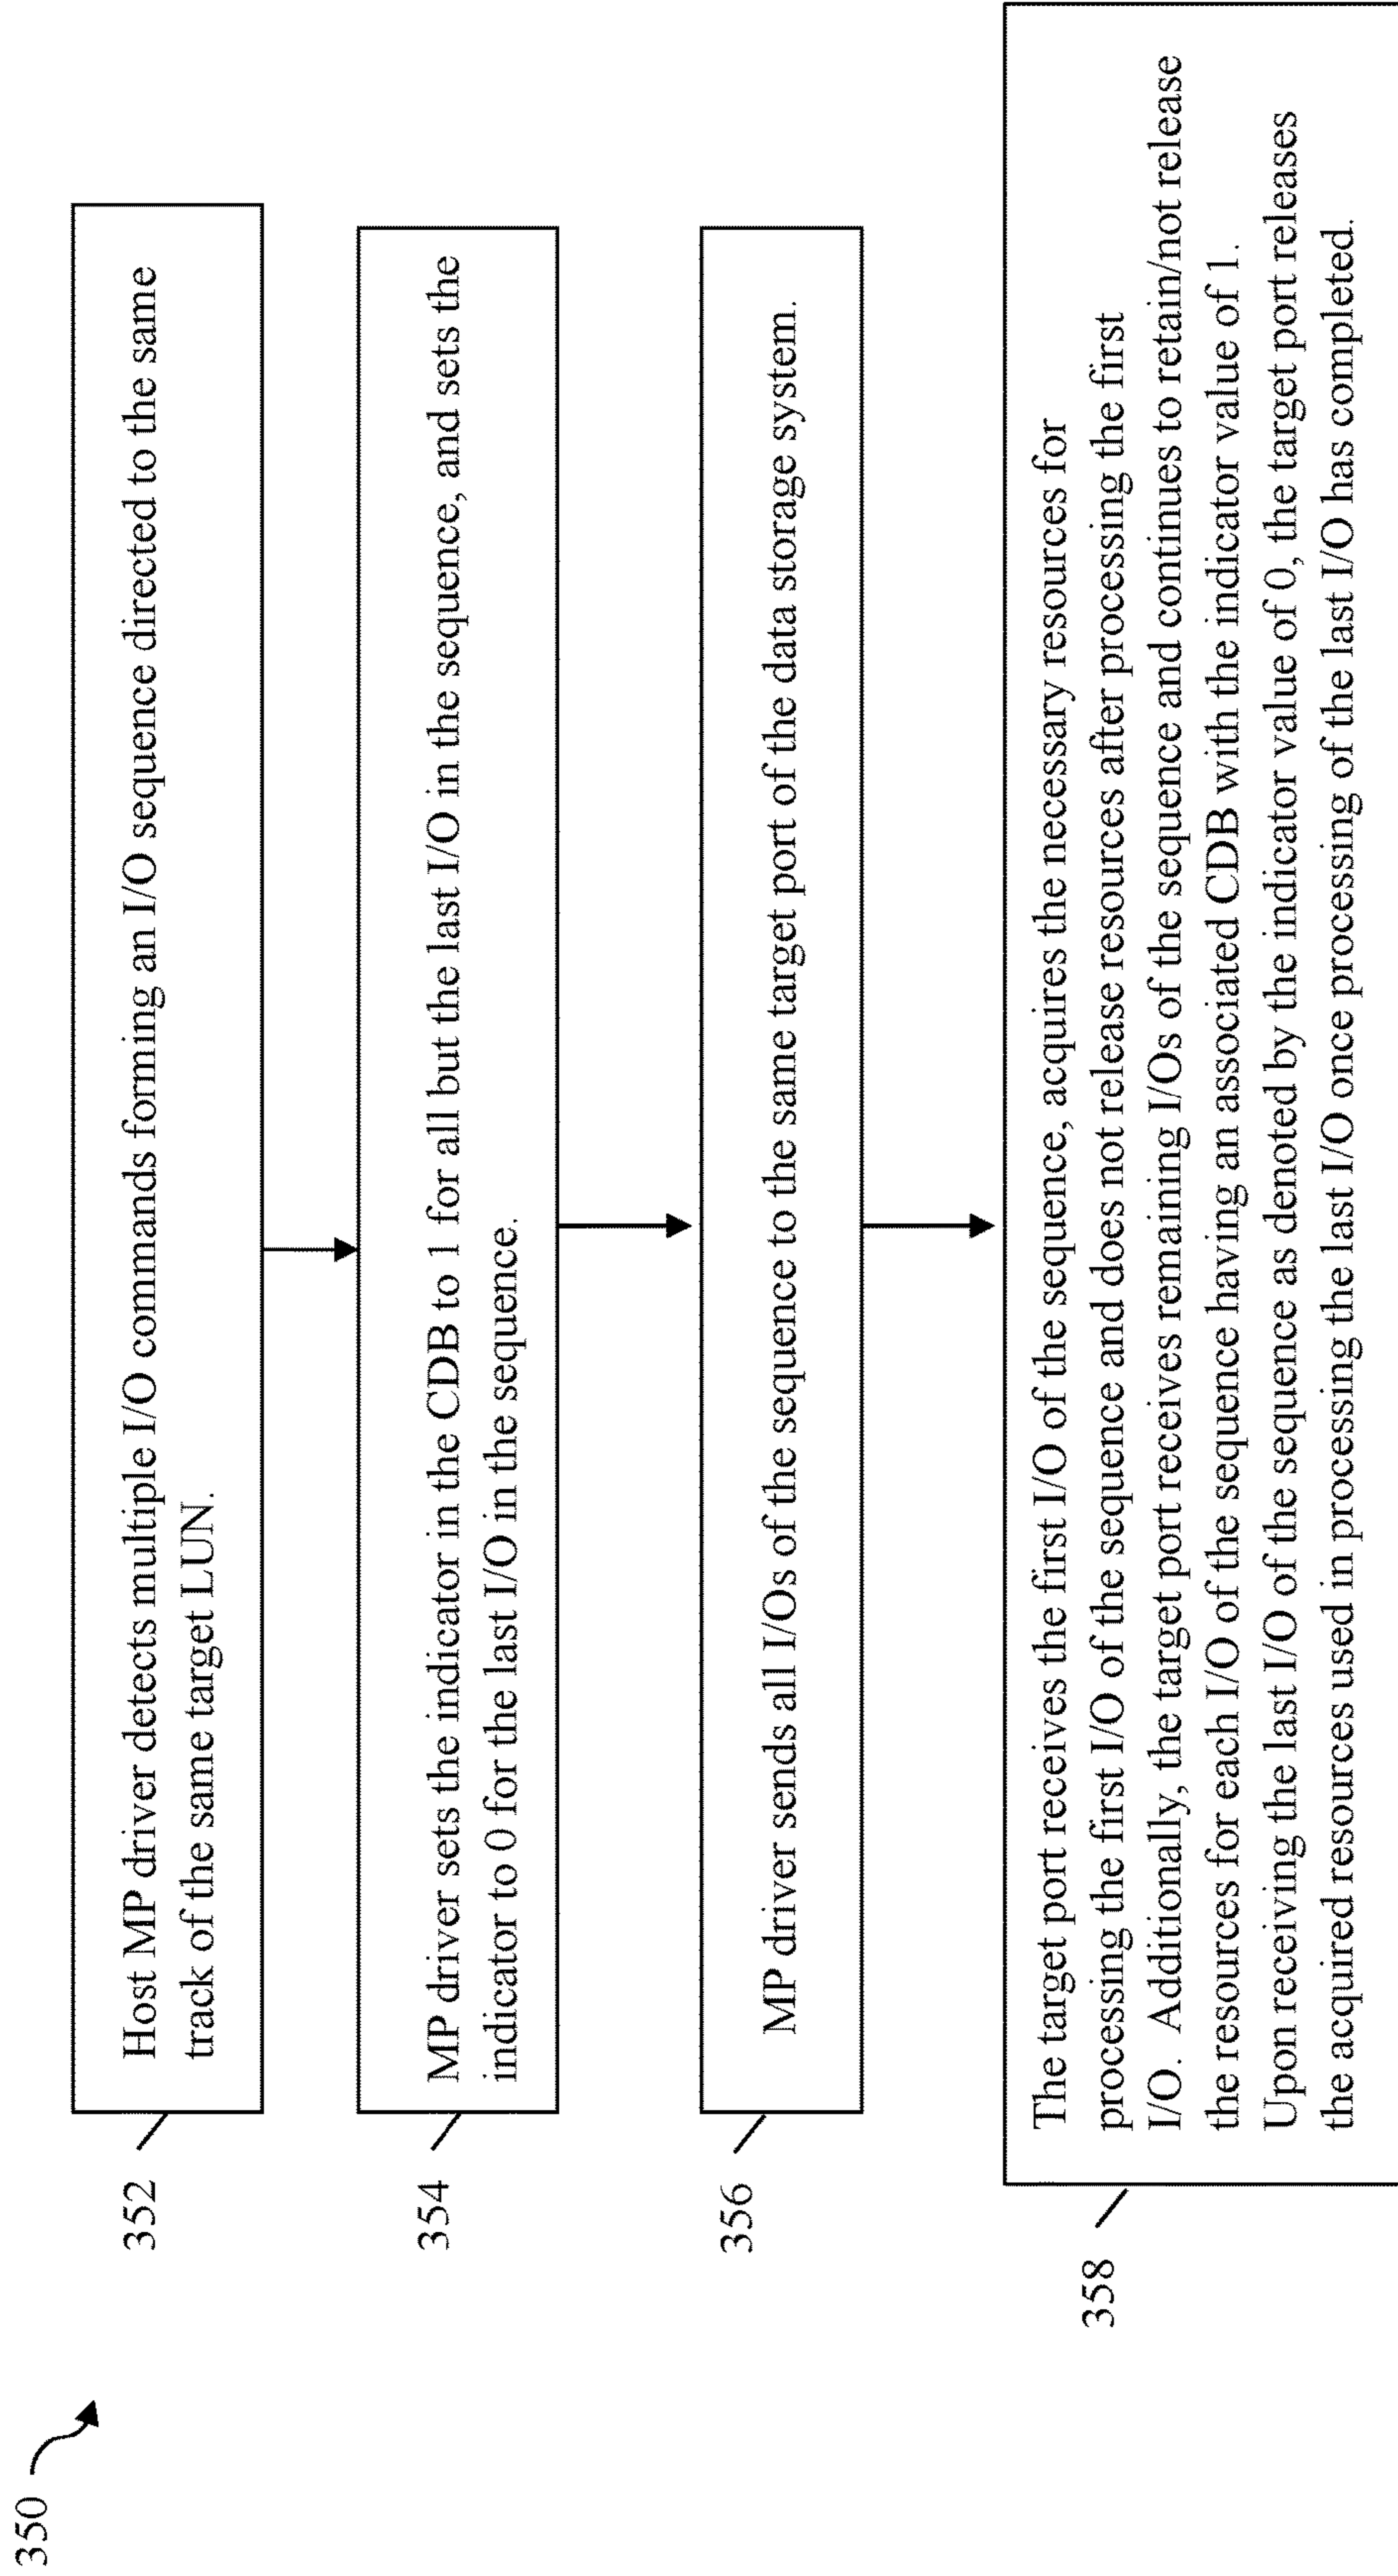 350
352
Host MP driver detects multiple I/O commands forming an I/O sequence directed to the same
track of the same target LUN.
354
MP driver sets the indicator in the CDB to 1 for all but the last I/O in the sequence, and sets the
indicator to 0 for the last I/O in the sequence.
356
MP driver sends all I/Os of the sequence to the same target port of the data storage system.
358
The target port receives the first I/O of the sequence, acquires the necessary resources for
processing the first I/O of the sequence and does not release resources after processing the first
I/O. Additionally, the target port receives remaining I/Os of the sequence and continues to retain/not release
the resources for each I/O of the sequence having an associated CDB with the indicator value of 1.
Upon receiving the last I/O of the sequence as denoted by the indicator value of 0, the target port releases
the acquired resources used in processing the last I/O once processing of the last I/O has completed.